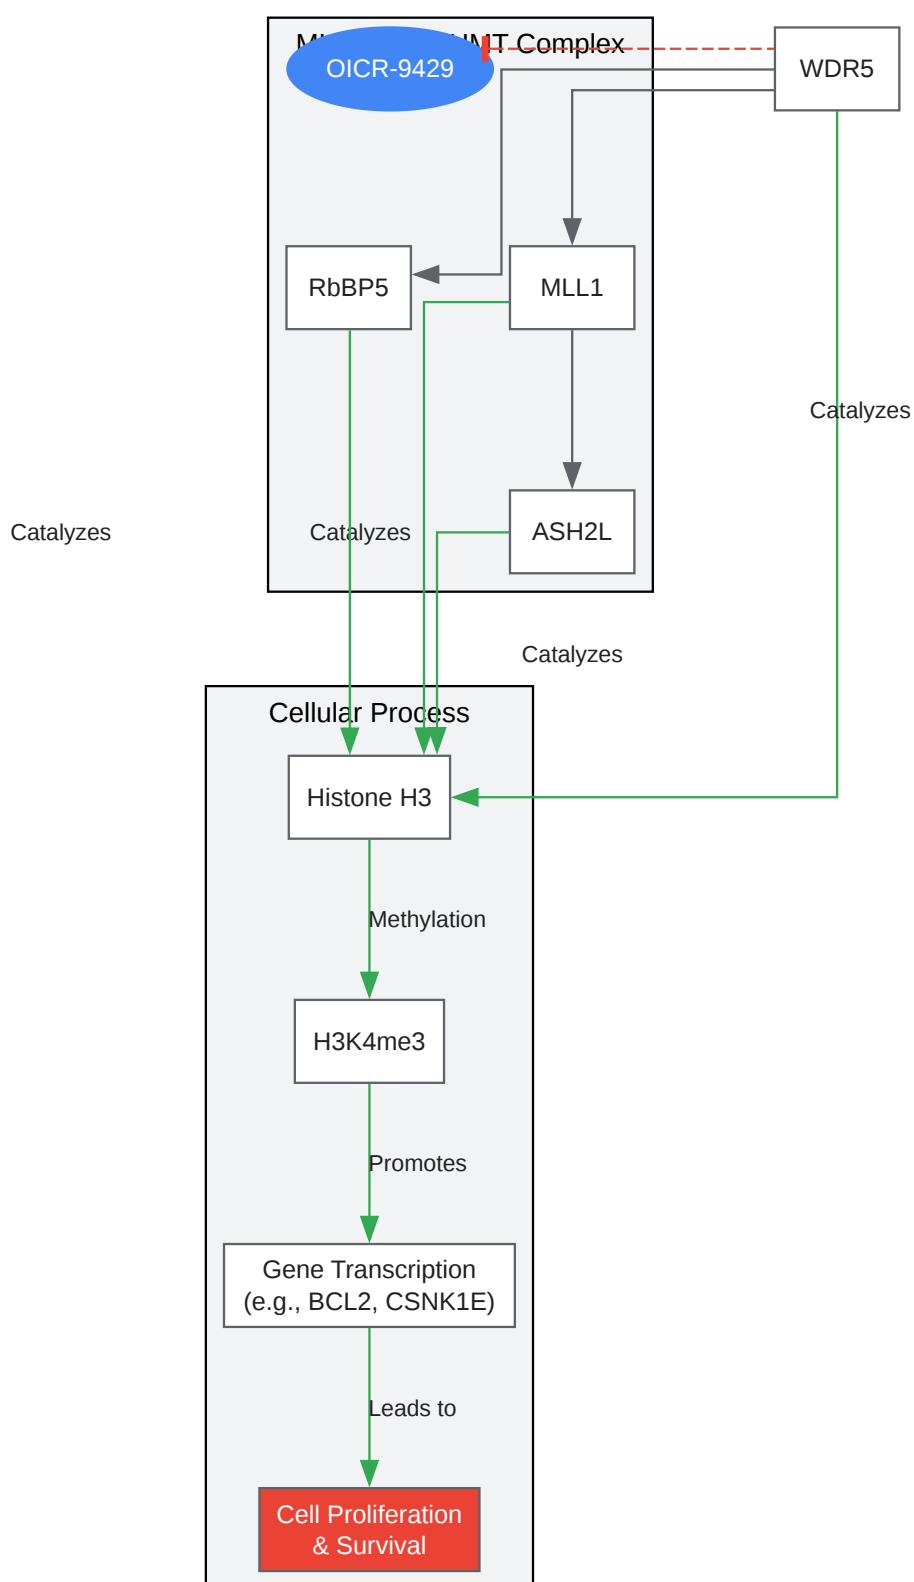 HMT Complex
OICR-9429
WDR5
RbBP5
MLL1
Catalyzes
ASH2L
Catalyzes
Catalyzes
Catalyzes
Cellular Process
Histone H3
Methylation
H3K4me3
Promotes
Gene Transcription
(e.g., BCL2, CSNK1E)
Leads to
Cell Proliferation
& Survival